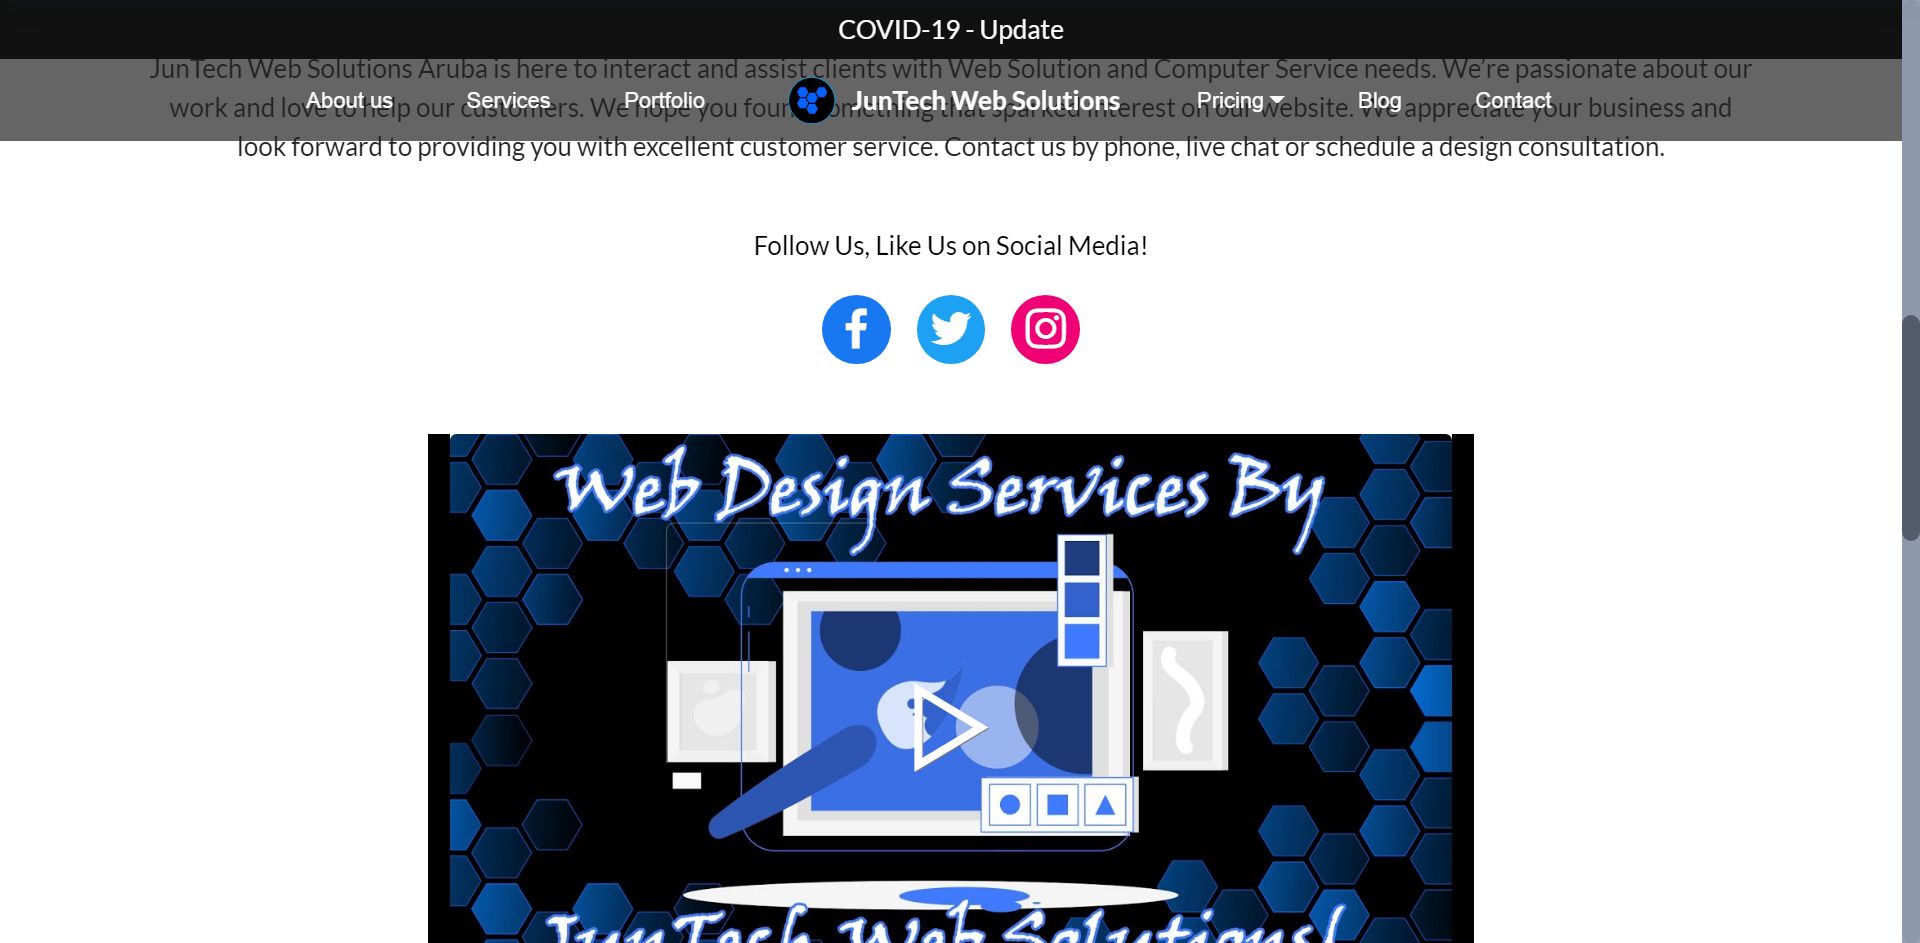 COVID-19 - Update
JunTech Web Solutions Aruba is here to interact and assist clients with Web Solution and Computer Service needs. We’re passionate about our
About us Services Portfolio JunTech Web Solutions Pricing Blog Contact
work and love to help our customers. We hope you found something that sparked interest on our website. We appreciate your business and
look forward to providing you with excellent customer service. Contact us by phone, live chat or schedule a design consultation.
Follow Us, Like Us on Social Media!
Web Design Services By
JunTech Web Solutions!